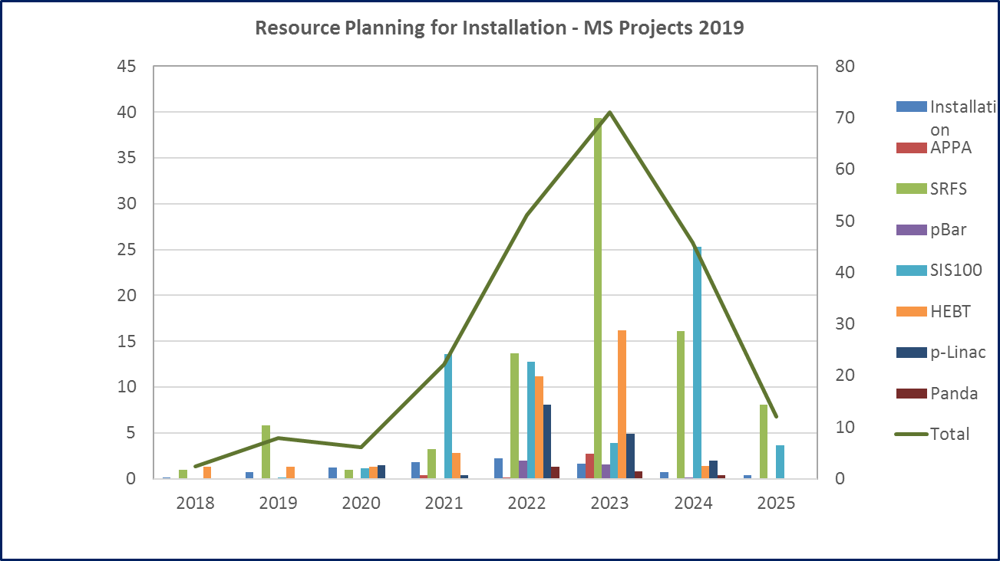 Resource Planning for Installation - MS Projects 2019
45
40
35
30
25
20
15
10
5
0
80
70
60
50
40
30
20
10
0
2018 2019 2020 2021 2022 2023 2024 2025
Installati
on
APPA
SRFS
pBar
SIS100
HEBT
p-Linac
Panda
Total